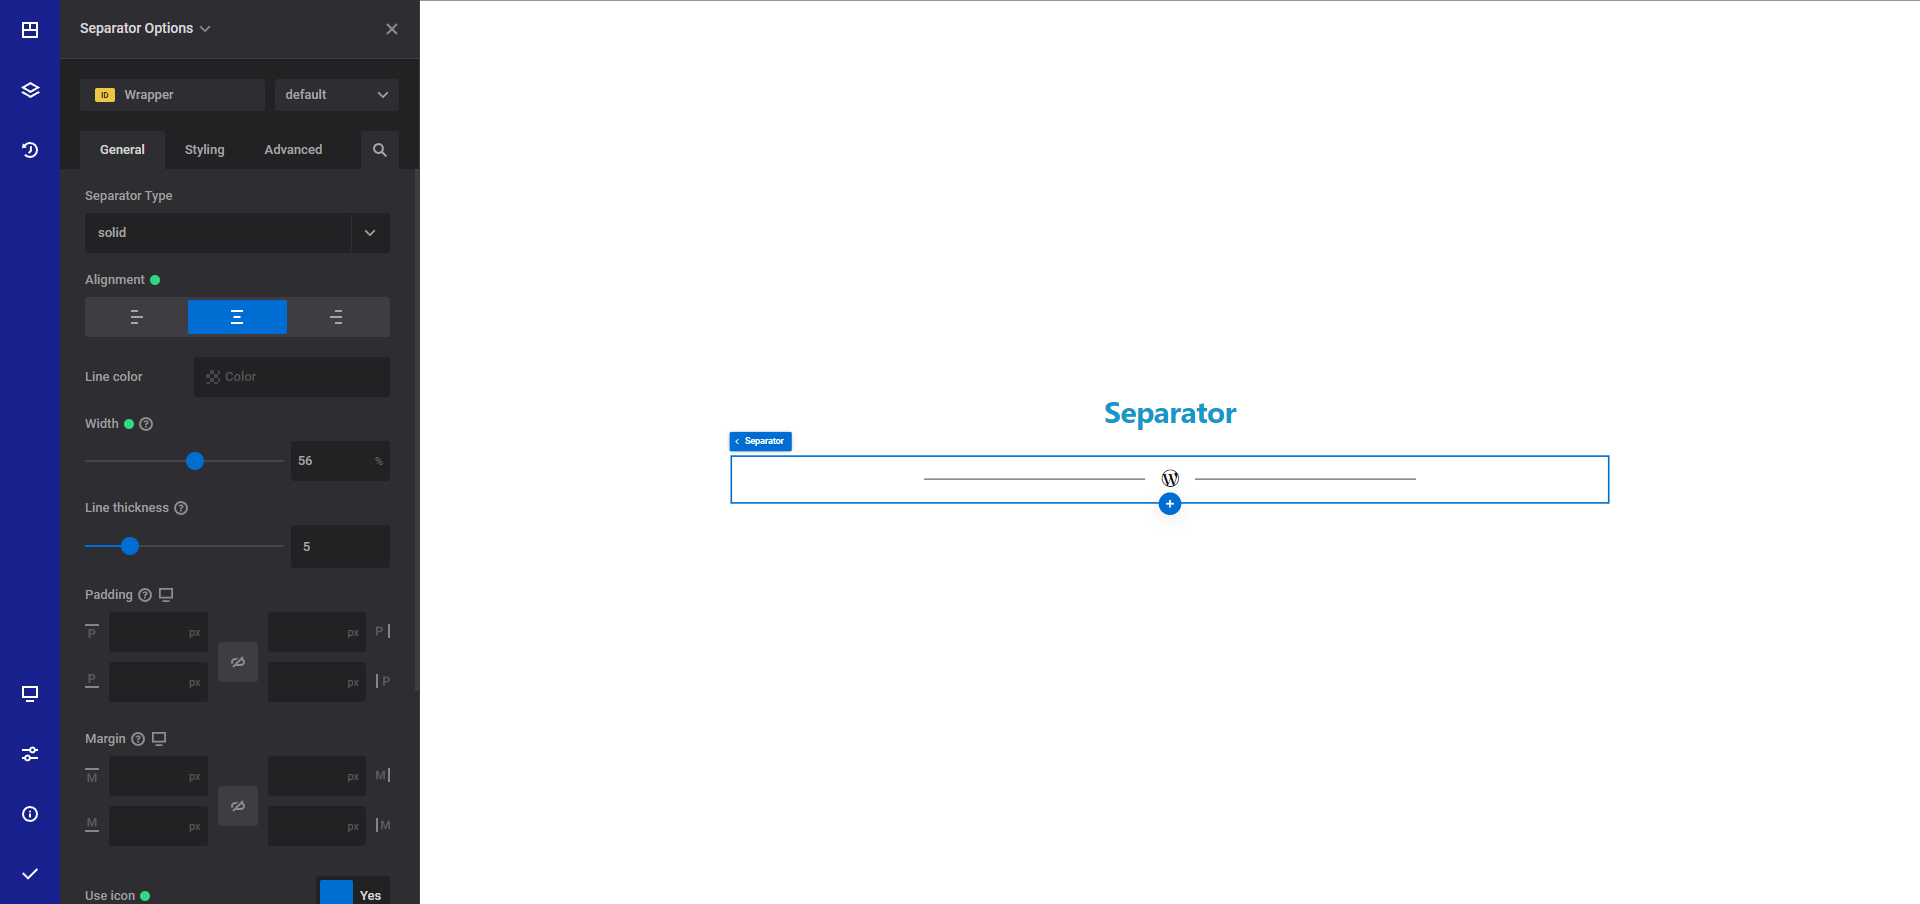 Separator Options
ID Wrapper default
General Styling Advanced
Separator Type
solid
Alignment
Line color Color
Width ?
56 %
Line thickness ?
5
Padding ?
P px px P
P px px P
Margin ?
M px px M
M px px M
Use icon Yes
Separator
Separator
W
+